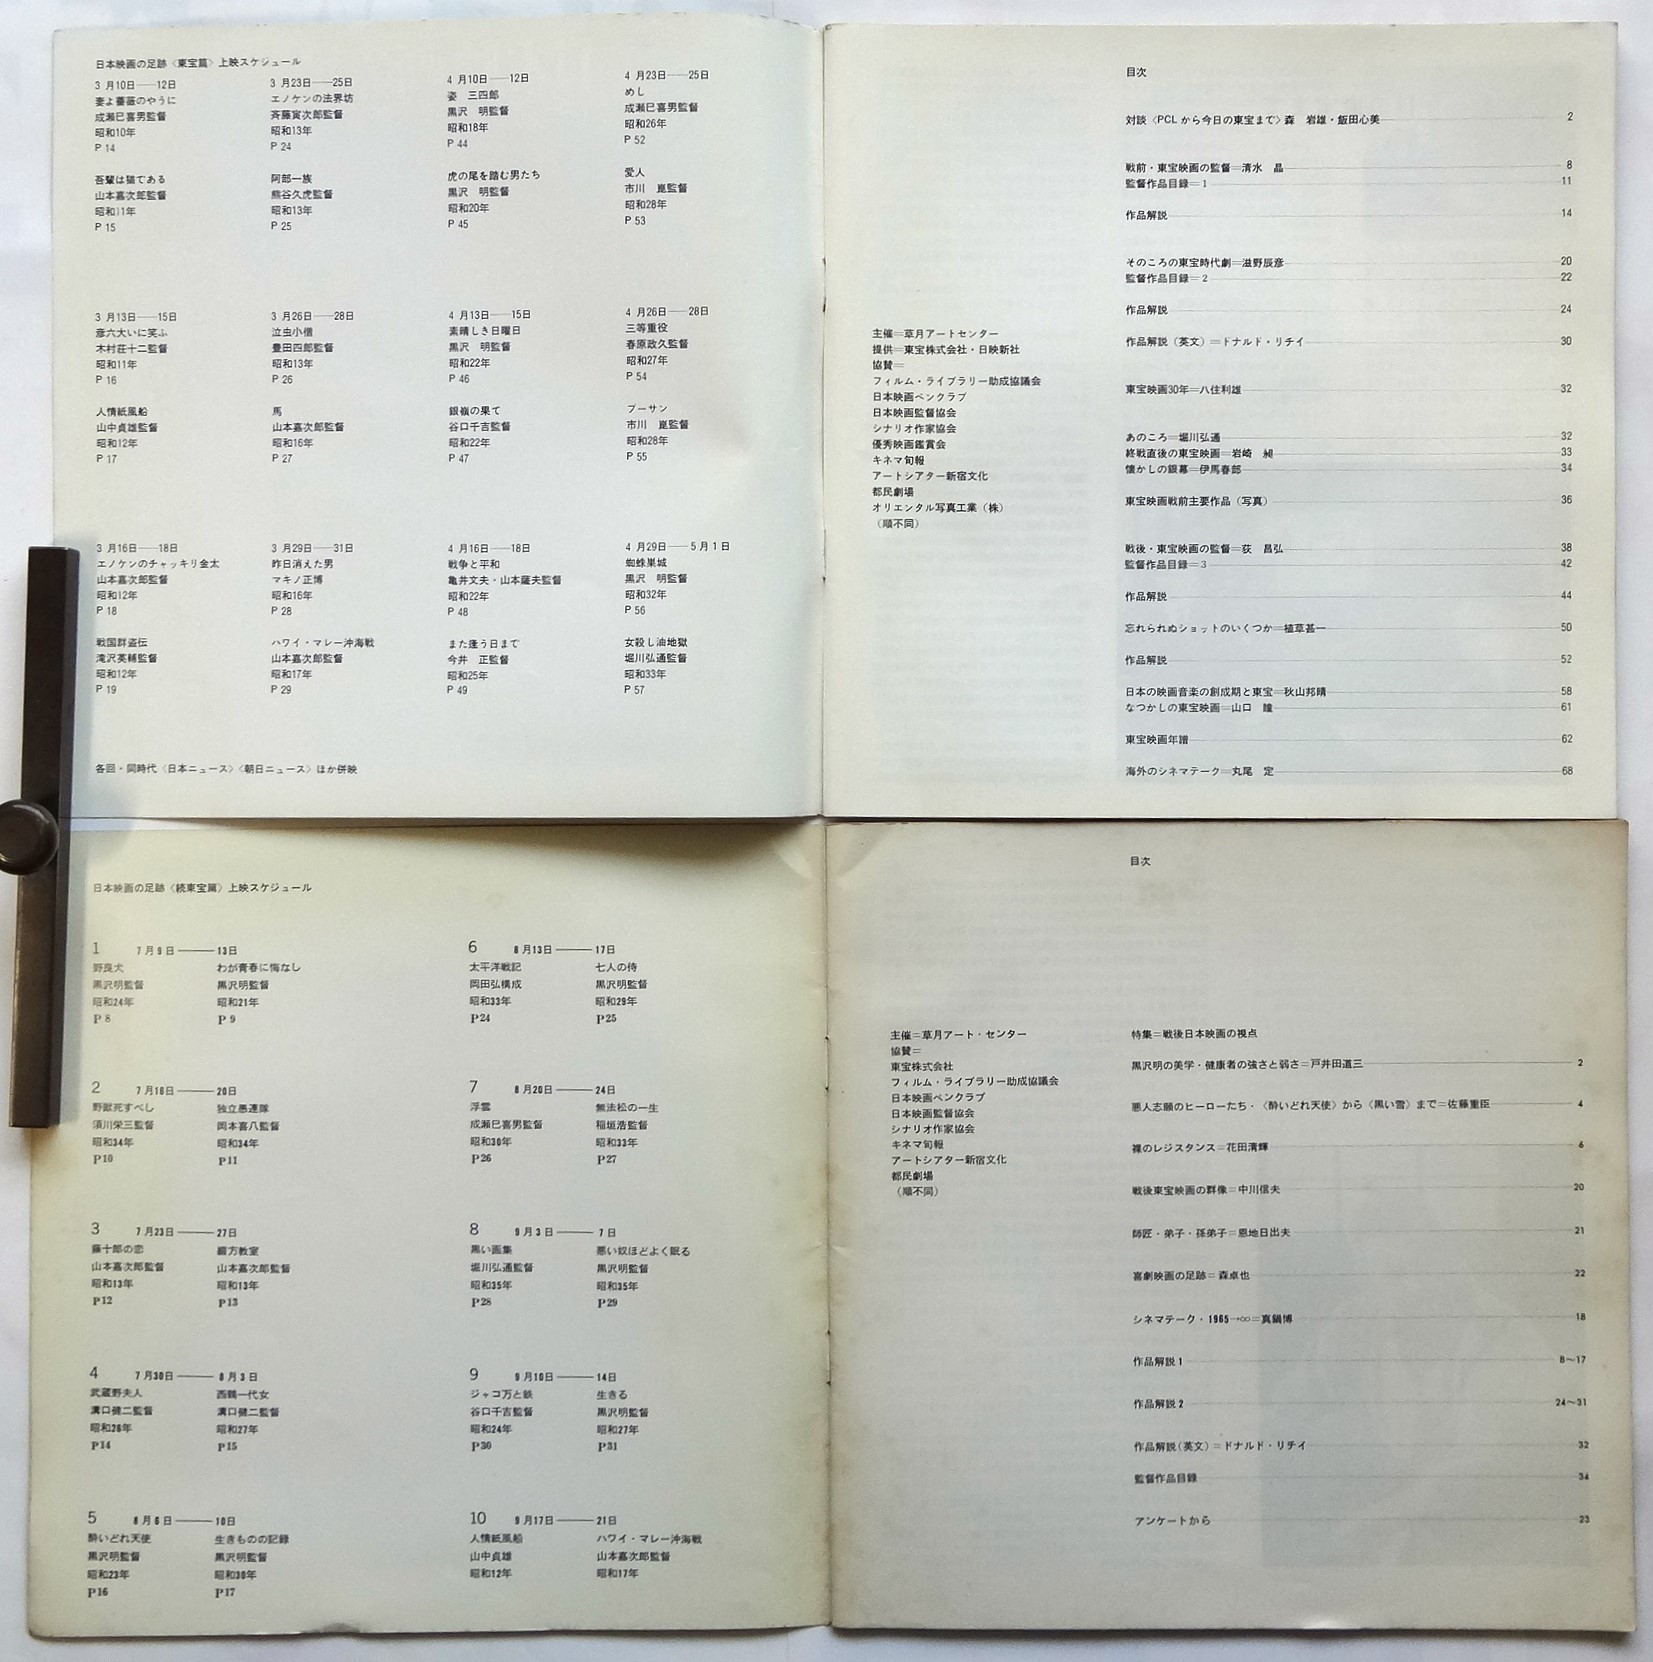 日本映画の足跡〈東宝篇〉上映スケジュール
3月10日——12日
妻よ薔薇のやうに
成瀬巳喜男監督
昭和10年
P 14
吾輩は猫である
山本嘉次郎監督
昭和11年
P 15
3月23日——25日
エノケンの法界坊
斉藤寅次郎監督
昭和13年
P 24
阿部一族
熊谷久虎監督
昭和13年
P 25
4月10日——12日
姿 三四郎
黒沢 明監督
昭和18年
P 44
虎の尾を踏む男たち
黒沢 明監督
昭和20年
P 45
4月23日——25日
めし
成瀬巳喜男監督
昭和26年
P 52
愛人
市川 崑監督
昭和28年
P 53
3月13日——15日
彦六大いに笑ふ
木村荘十二監督
昭和11年
P 16
人情紙風船
山中貞雄監督
昭和12年
P 17
3月26日——28日
泣虫小僧
豊田四郎監督
昭和13年
P 26
馬
山本嘉次郎監督
昭和16年
P 27
4月13日——15日
素晴しき日曜日
黒沢 明監督
昭和22年
P 46
銀嶺の果て
谷口千吉監督
昭和22年
P 47
4月26日——28日
三等重役
春原政久監督
昭和27年
P 54
プーサン
市川 崑監督
昭和28年
P 55
3月16日——18日
エノケンのチャッキリ金太
山本嘉次郎監督
昭和12年
P 18
戦国群盗伝
滝沢英輔監督
昭和12年
P 19
3月29日——31日
昨日消えた男
マキノ正博
昭和16年
P 28
ハワイ・マレー沖海戦
山本嘉次郎監督
昭和17年
P 29
4月16日——18日
戦争と平和
亀井文夫・山本薩夫監督
昭和22年
P 48
また逢う日まで
今井 正監督
昭和25年
P 49
4月29日——5月1日
蜘蛛巣城
黒沢 明監督
昭和32年
P 56
女殺し油地獄
堀川弘通監督
昭和33年
P 57
各回・同時代〈日本ニュース〉〈朝日ニュース〉ほか併映
主催＝草月アートセンター
提供＝東宝株式会社・日映新社
協賛＝
フィルム・ライブラリー助成協議会
日本映画ペンクラブ
日本映画監督協会
シナリオ作家協会
優秀映画鑑賞会
キネマ旬報
アートシアター新宿文化
都民劇場
オリエンタル写真工業（株）
（順不同）
目次
対談〈PCLから今日の東宝まで〉森 岩雄・飯田心美 2
戦前・東宝映画の監督＝清水 晶 8
監督作品目録＝1 11
作品解説 14
そのころの東宝時代劇＝滋野辰彦 20
監督作品目録＝2 22
作品解説 24
作品解説（英文）＝ドナルド・リチイ 30
東宝映画30年＝八住利雄 32
あのころ＝堀川弘通 32
終戦直後の東宝映画＝岩崎 昶 33
懐かしの銀幕＝伊馬春部 34
東宝映画戦前主要作品（写真） 36
戦後・東宝映画の監督＝荻 昌弘 38
監督作品目録＝3 42
作品解説 44
忘れられぬショットのいくつか＝植草甚一 50
作品解説 52
日本の映画音楽の創成期と東宝＝秋山邦晴 58
なつかしの東宝映画＝山口 瞳 61
東宝映画年譜 62
海外のシネマテーク＝丸尾 定 68
日本映画の足跡〈続東宝篇〉上映スケジュール
1 7月9日——13日
野良犬
黒沢明監督
昭和24年
P 8
わが青春に悔なし
黒沢明監督
昭和21年
P 9
2 7月16日——20日
野獣死すべし
須川栄三監督
昭和34年
P10
独立愚連隊
岡本喜八監督
昭和34年
P11
3 7月23日——27日
藤十郎の恋
山本嘉次郎監督
昭和13年
P12
綴方教室
山本嘉次郎監督
昭和13年
P13
4 7月30日——8月3日
武蔵野夫人
溝口健二監督
昭和26年
P14
西鶴一代女
溝口健二監督
昭和27年
P15
5 8月6日——10日
酔いどれ天使
黒沢明監督
昭和23年
P16
生きものの記録
黒沢明監督
昭和30年
P17
6 8月13日——17日
太平洋戦記
岡田弘構成
昭和33年
P24
七人の侍
黒沢明監督
昭和29年
P25
7 8月20日——24日
浮雲
成瀬巳喜男監督
昭和30年
P26
無法松の一生
稲垣浩監督
昭和33年
P27
8 9月3日——7日
黒い画集
堀川弘通監督
昭和35年
P28
悪い奴ほどよく眠る
黒沢明監督
昭和35年
P29
9 9月10日——14日
ジャコ万と鉄
谷口千吉監督
昭和24年
P30
生きる
黒沢明監督
昭和27年
P31
10 9月17日——21日
人情紙風船
山中貞雄
昭和12年
ハワイ・マレー沖海戦
山本嘉次郎監督
昭和17年
主催＝草月アート・センター
協賛＝
東宝株式会社
フィルム・ライブラリー助成協議会
日本映画ペンクラブ
日本映画監督協会
シナリオ作家協会
キネマ旬報
アートシアター新宿文化
都民劇場
（順不同）
目次
特集＝戦後日本映画の視点
黒沢明の美学・健康者の強さと弱さ＝戸井田道三 2
悪人志願のヒーローたち・〈酔いどれ天使〉から〈黒い雪〉まで＝佐藤重臣 4
裸のレジスタンス＝花田清輝 6
戦後東宝映画の群像＝中川信夫 20
師匠・弟子・孫弟子＝恩地日出夫 21
喜劇映画の足跡＝森卓也 22
シネマテーク・1965→∞＝真鍋博 18
作品解説1 8〜17
作品解説2 24〜31
作品解説（英文）＝ドナルド・リチイ 32
監督作品目録 34
アンケートから 23